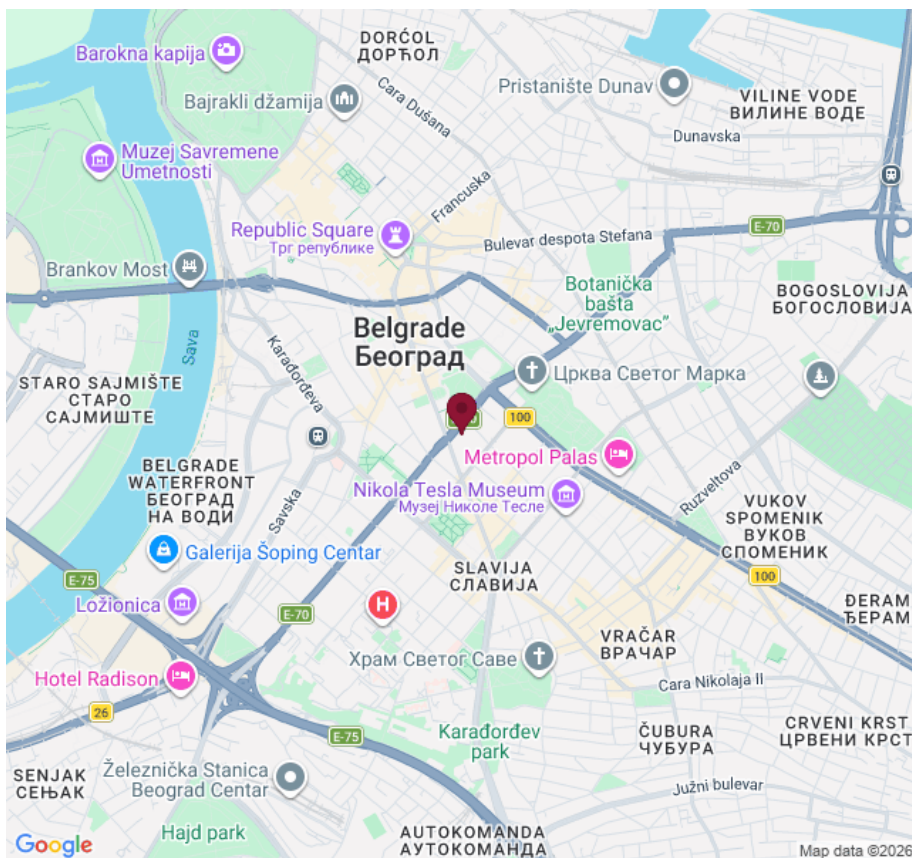 DORĆOL
ДОРЋОЛ
Barokna kapija
Pristanište Dunav
Bajrakli džamija
Cara Dušana
VILINE VODE
ВИЛИНЕ ВОДЕ
Dunavska
Muzej Savremene
Umetnosti
Francuska
Republic Square
Трг републике
Bulevar despota Stefana
E-70
Brankov Most
Botanička
bašta
„Jevremovac”
BOGOSLOVIJA
БОГОСЛОВИЈА
Sava
Belgrade
Београд
Karađorđeva
Црква Светог Марка
STARO SAJMIŠTE
СТАРО
САЈМИШТЕ
100
Metropol Palas
BELGRADE
WATERFRONT
БЕОГРАД
НА ВОДИ
Savska
Nikola Tesla Museum
Музеј Николе Тесле
Ruzveltova
VUKOV
SPOMENIK
ВУКОВ
СПОМЕНИК
Galerija Šoping Centar
SLAVIJA
СЛАВИЈА
E-75
100
Ložionica
E-70
H
ĐERAM
ЂЕРАМ
VRAČAR
ВРАЧАР
Храм Светог Саве
Hotel Radison
Cara Nikolaja II
26
E-75
Karađorđev
park
ČUBURA
ЧУБУРА
CRVENI KRST
ЦРВЕНИ КРСТ
SENJAK
СЕЊАК
Železnička Stanica
Beograd Centar
Južni bulevar
Hajd park
AUTOKOMANDA
АУТОКОМАНДА
Google
Map data ©2026